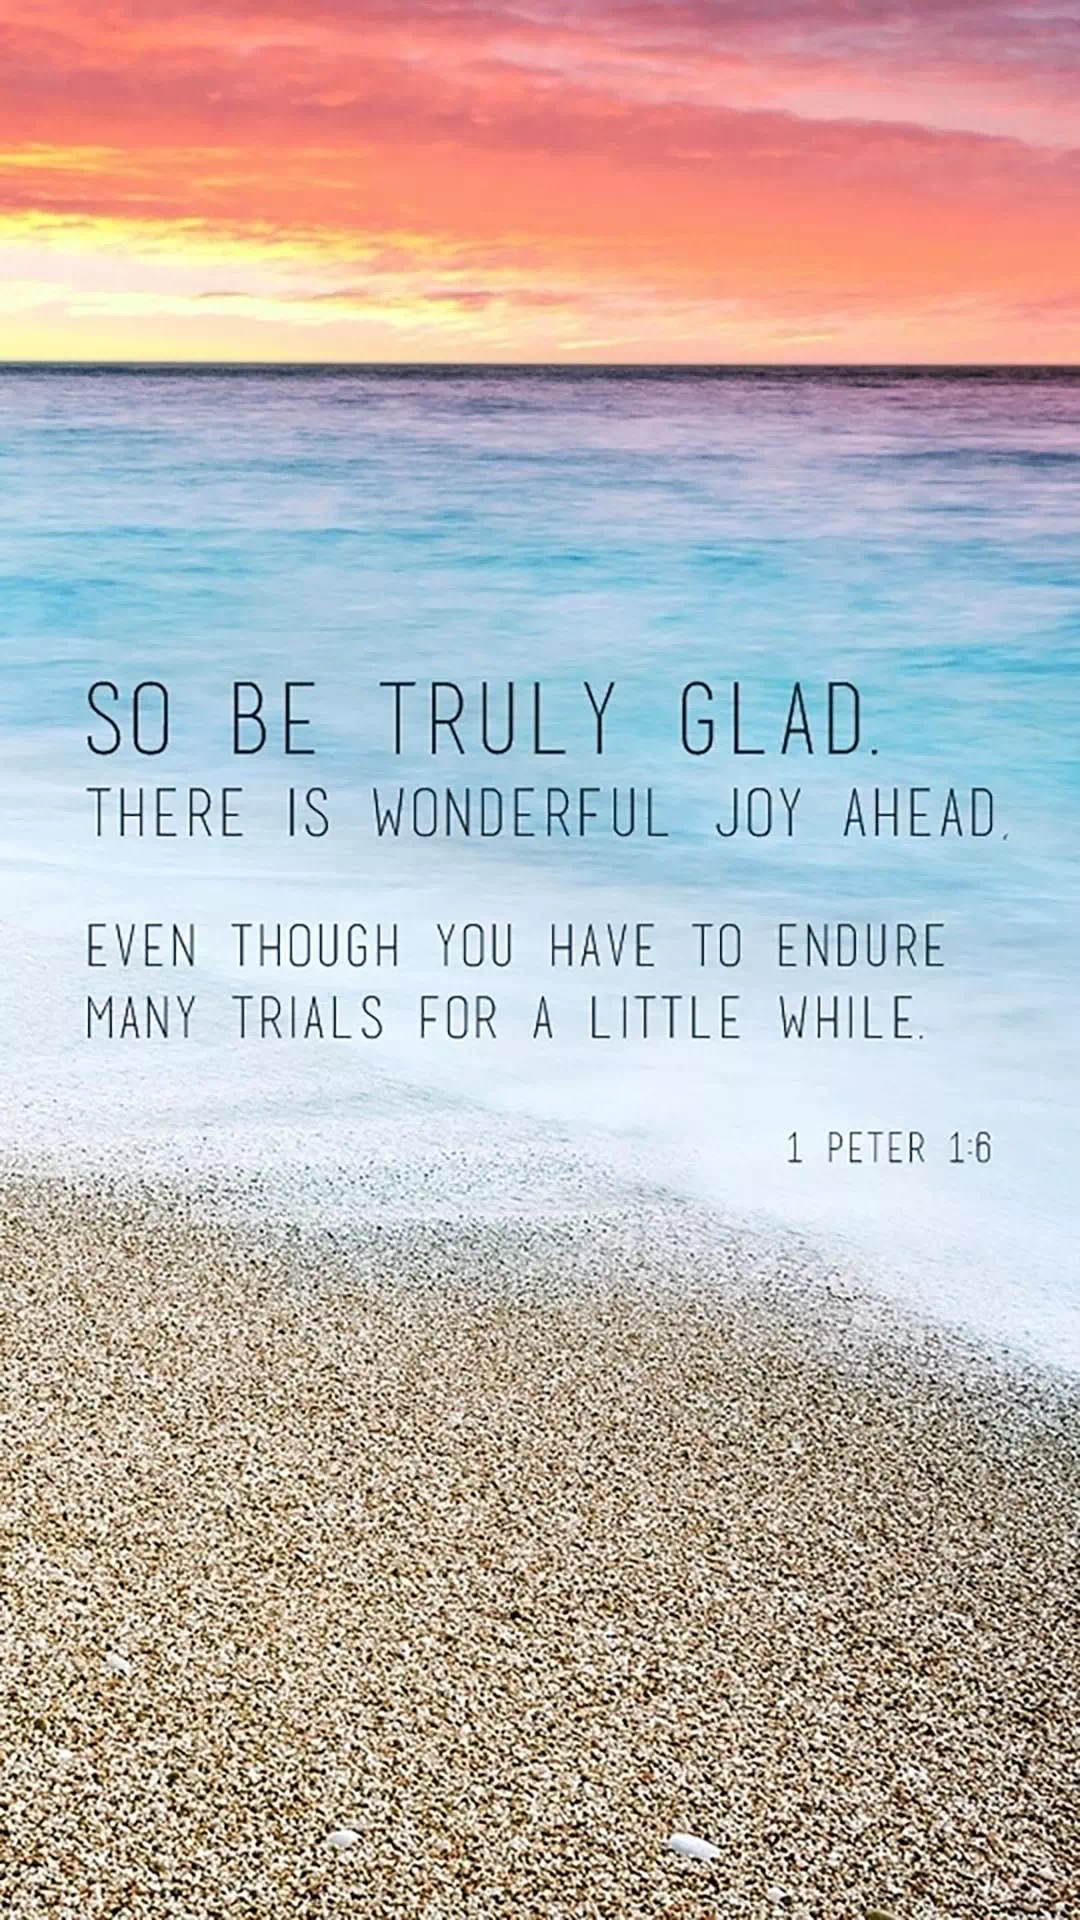 SO BE TRULY GLAD.
THERE IS WONDERFUL JOY AHEAD,
EVEN THOUGH YOU HAVE TO ENDURE
MANY TRIALS FOR A LITTLE WHILE.
1 PETER 1:6